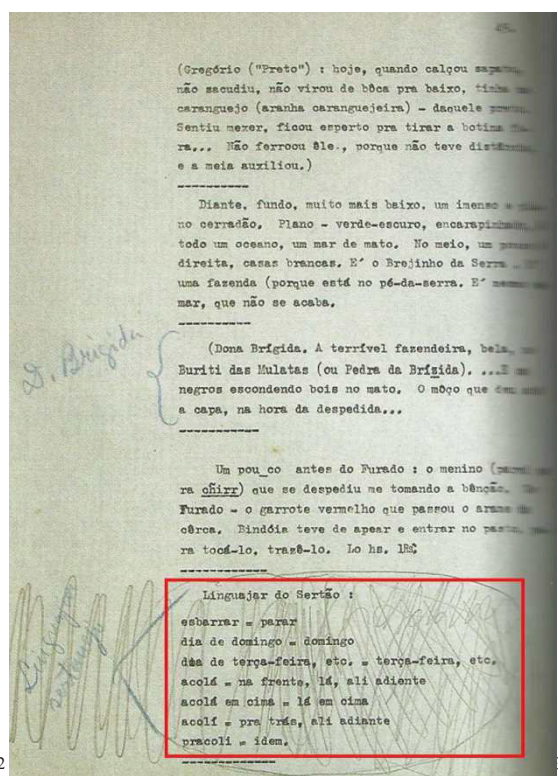 (Gregório ("Preto") : hoje, quando calçou
não sacudiu, não virou de bôca pra baixo, tinha
caranguejo (aranha caranguejeira) - daquele
Sentiu mexer, ficou esperto pra tirar a botina
ra... Não ferroou êle., porque não teve
e a meia auxiliou.)
Diante, fundo, muito mais baixo, um imenso e
no cerradão. Plano - verde-escuro,
todo um oceano, um mar de mato. No meio, um
direita, casas brancas. E' o Brejinho da Serra
uma fazenda (porque está no pé-da-serra. E'
mar, que não se acaba.
D. Brígida
(Dona Brígida. A terrível fazendeira, bela,
Buriti das Mulatas (ou Pedra da Brígida). ...E
negros escondendo bois no mato. O môço que
a capa, na hora da despedida...
Um pou_co antes do Furado : o menino
ra chirr) que se despediu me tomando a bênção.
Furado - o garrote vermelho que passou o arame
cêrca. Bindóia teve de apear e entrar no
ra tocá-lo, trazê-lo. Lo hs.
Linguajar do Sertão :
Linguagem sertaneja
esbarrar = parar
dia de domingo = domingo
dia de terça-feira, etc. = terça-feira, etc.
acolá = na frente, lá, ali adiante
acolá em cima = lá em cima
acolí = pra trás, ali adiante
pracolí = idem.
2